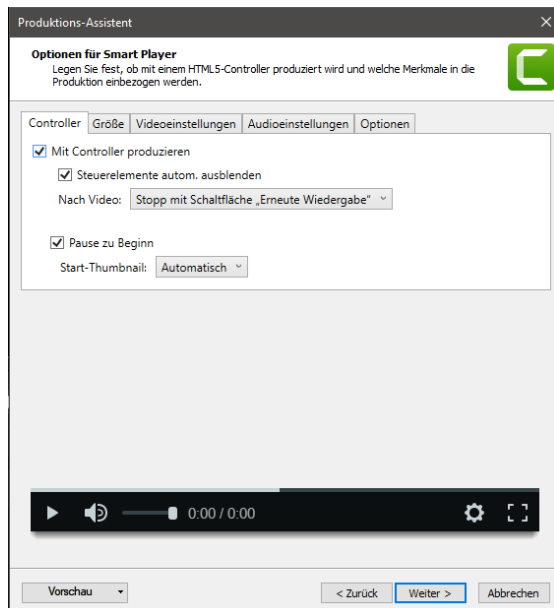 Produktions-Assistent
Optionen für Smart Player
Legen Sie fest, ob mit einem HTML5-Controller produziert wird und welche Merkmale in die
Produktion einbezogen werden.
Controller Größe Videoeinstellungen Audioeinstellungen Optionen
Mit Controller produzieren
Steuerelemente autom. ausblenden
Nach Video: Stopp mit Schaltfläche „Erneute Wiedergabe“
Pause zu Beginn
Start-Thumbnail: Automatisch
0:00 / 0:00
Vorschau < Zurück Weiter > Abbrechen